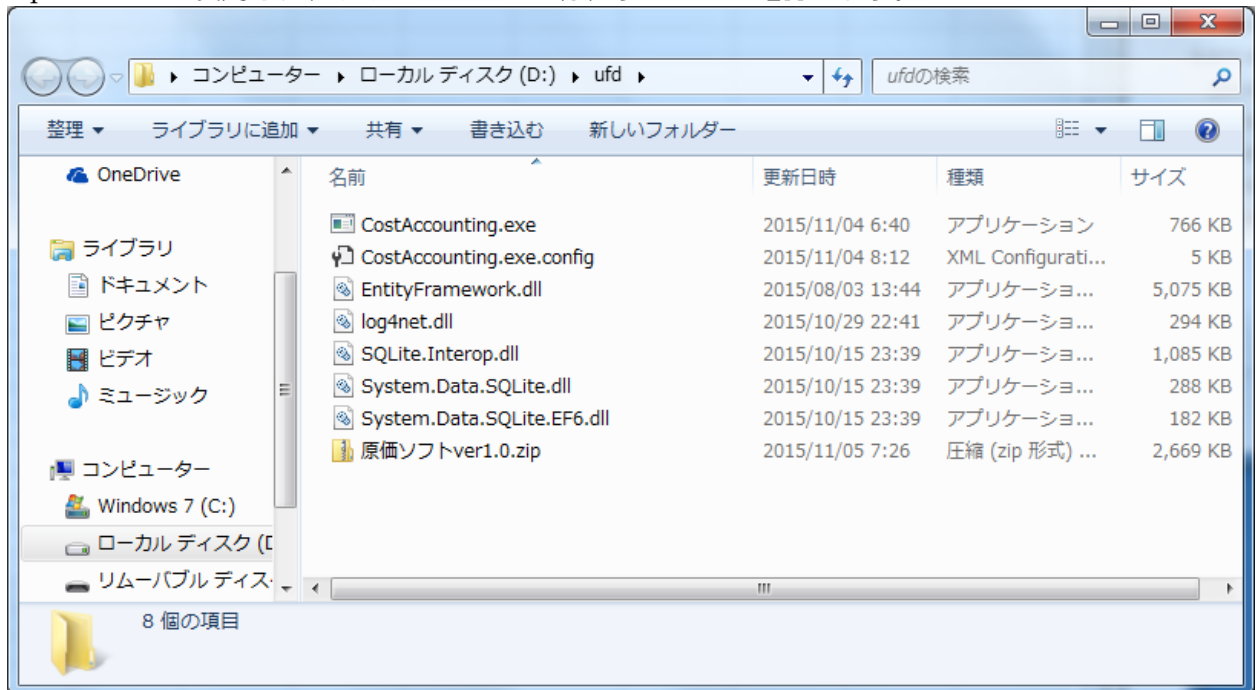 コンピューター ローカル ディスク (D:) ufd
ufdの検索
整理 ライブラリに追加 共有 書き込む 新しいフォルダー
OneDrive
ライブラリ
ドキュメント
ピクチャ
ビデオ
ミュージック
コンピューター
Windows 7 (C:)
ローカル ディスク (D
リムーバブル ディス
名前 更新日時 種類 サイズ
CostAccounting.exe 2015/11/04 6:40 アプリケーション 766 KB
CostAccounting.exe.config 2015/11/04 8:12 XML Configurati... 5 KB
EntityFramework.dll 2015/08/03 13:44 アプリケーショ... 5,075 KB
log4net.dll 2015/10/29 22:41 アプリケーショ... 294 KB
SQLite.Interop.dll 2015/10/15 23:39 アプリケーショ... 1,085 KB
System.Data.SQLite.dll 2015/10/15 23:39 アプリケーショ... 288 KB
System.Data.SQLite.EF6.dll 2015/10/15 23:39 アプリケーショ... 182 KB
原価ソフトver1.0.zip 2015/11/05 7:26 圧縮 (zip 形式) ... 2,669 KB
8 個の項目